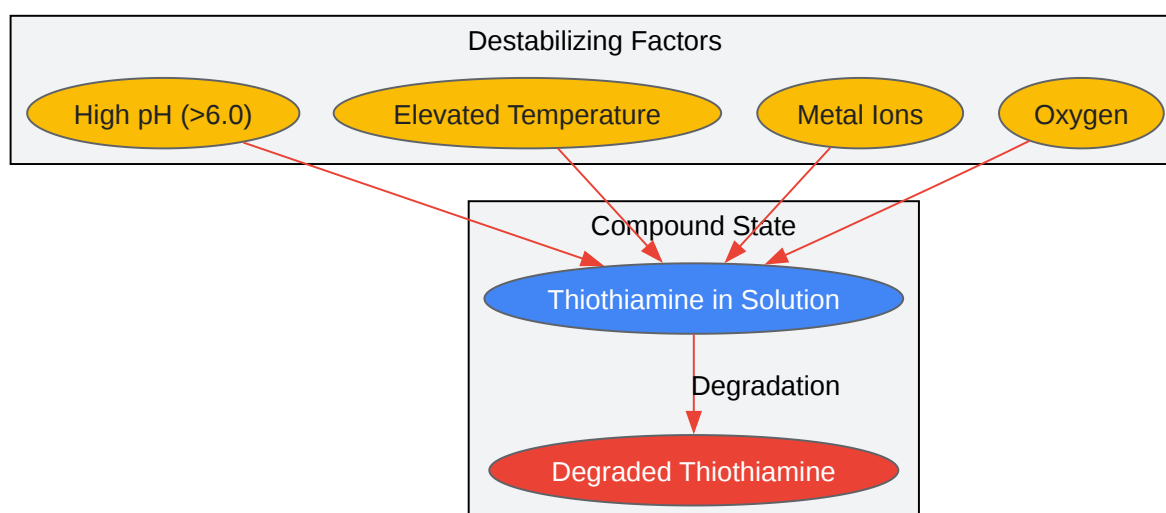 Destabilizing Factors
High pH (>6.0)
Elevated Temperature
Metal Ions
Oxygen
Compound State
Thiothiamine in Solution
Degradation
Degraded Thiothiamine